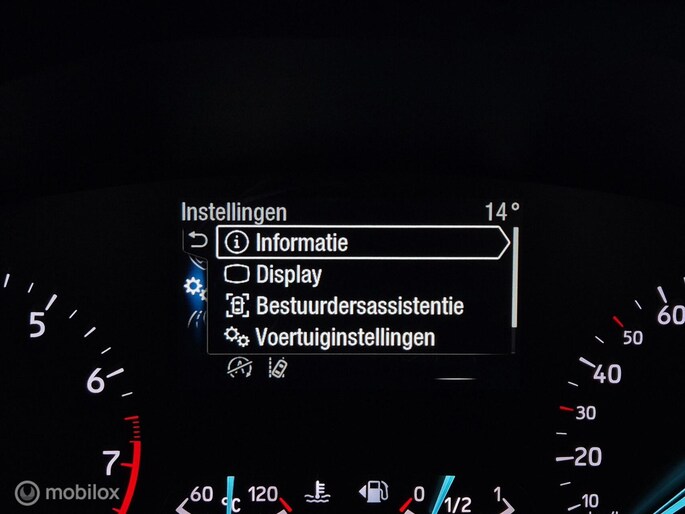 Instellingen 14°
Informatie
Display
Bestuurdersassistentie
Voertuiginstellingen
5
6
7
60
50
40
30
20
10
60 °C 120
0 1/2 1
mobilox